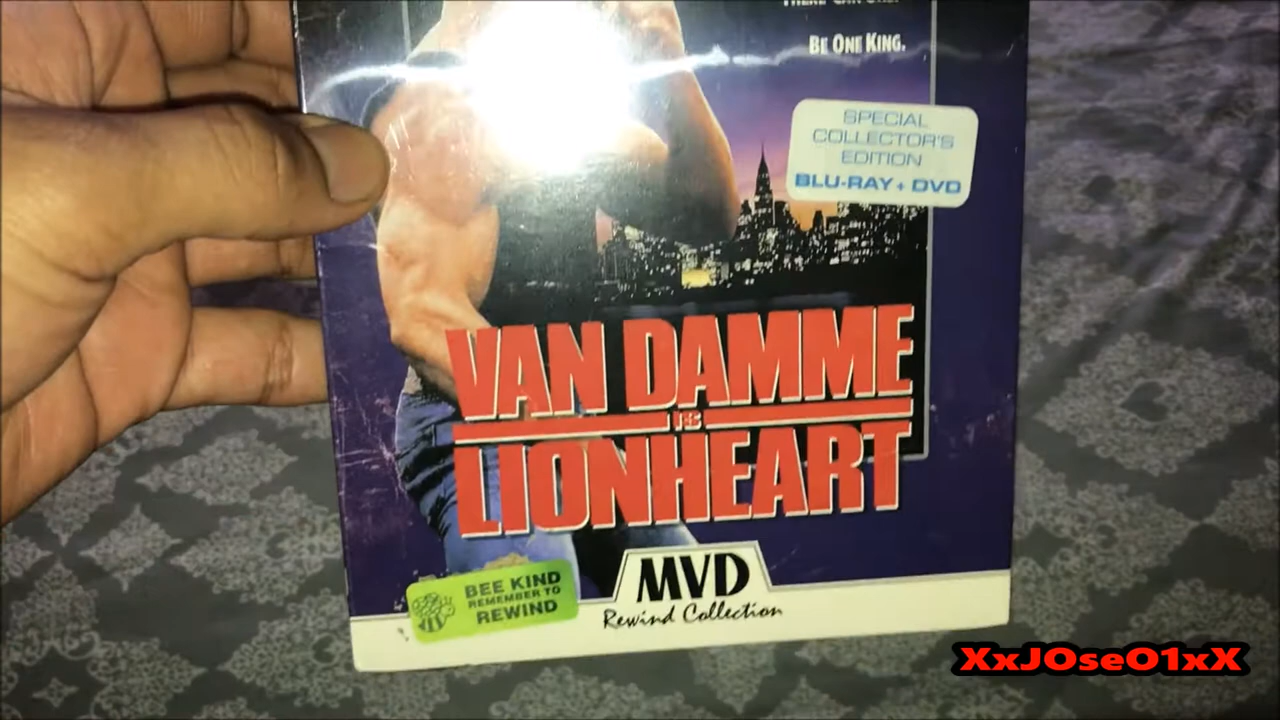 BE ONE KING.
SPECIAL
COLLECTOR'S
EDITION
BLU-RAY + DVD
VAN DAMME
IS
LIONHEART
BEE KIND
REMEMBER TO
REWIND
MVD
Rewind Collection
XxJOseO1xX